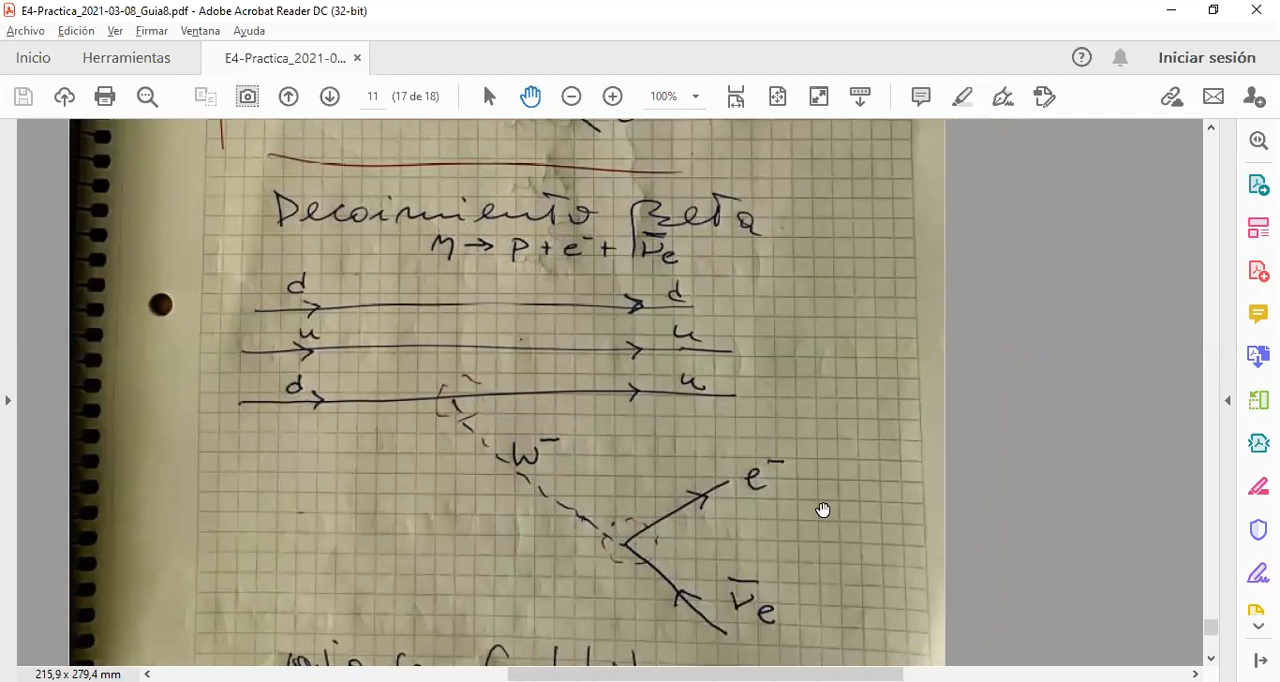 E4-Practica_2021-03-08_Guia8.pdf - Adobe Acrobat Reader DC (32-bit)
Archivo Edición Ver Firmar Ventana Ayuda
Inicio Herramientas E4-Practica_2021-0... × Iniciar sesión
11 (17 de 18) 100%
Decaimiento Beta
n → p + e⁻ + ν̄e
d d
u u
d u
W⁻
e⁻
ν̄e
215,9 x 279,4 mm